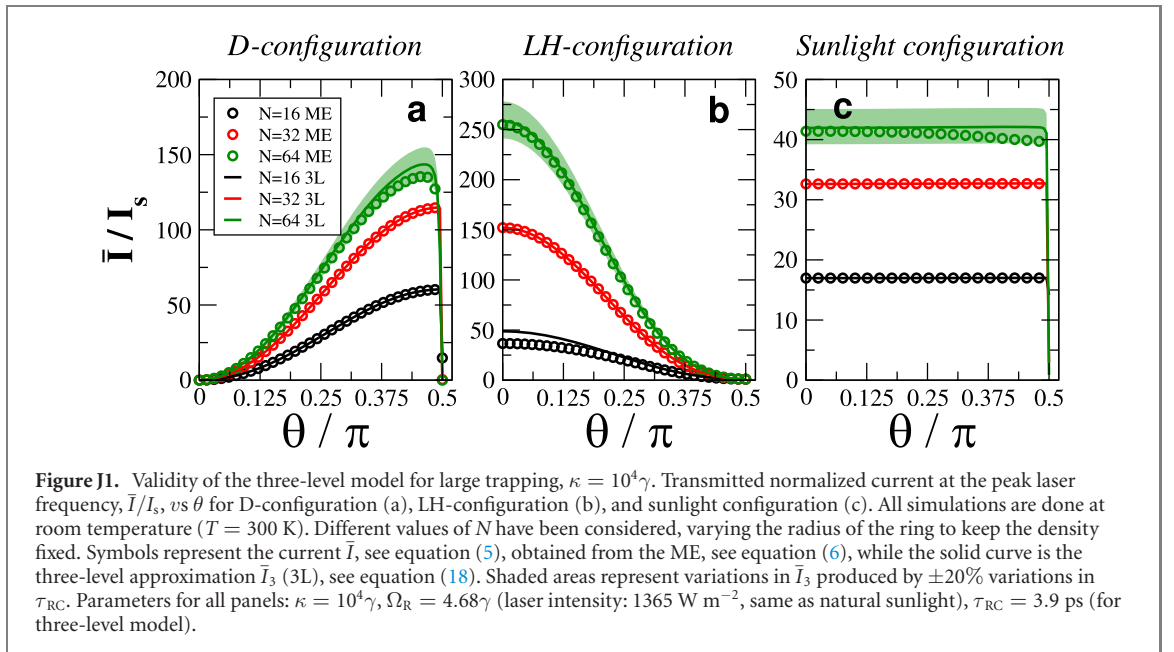 D-configuration
LH-configuration
Sunlight configuration
200
150
100
50
0
Ī / Iₛ
a
N=16 ME
N=32 ME
N=64 ME
N=16 3L
N=32 3L
N=64 3L
0 0.125 0.25 0.375 0.5
θ / π
300
250
200
150
100
50
0
b
0 0.125 0.25 0.375 0.5
θ / π
50
40
30
20
10
0
c
0 0.125 0.25 0.375 0.5
θ / π
Figure J1. Validity of the three-level model for large trapping, κ = 10⁴γ. Transmitted normalized current at the peak laser
frequency, Ī/Iₛ, vs θ for D-configuration (a), LH-configuration (b), and sunlight configuration (c). All simulations are done at
room temperature (T = 300 K). Different values of N have been considered, varying the radius of the ring to keep the density
fixed. Symbols represent the current Ī, see equation (5), obtained from the ME, see equation (6), while the solid curve is the
three-level approximation Ī₃ (3L), see equation (18). Shaded areas represent variations in Ī₃ produced by ±20% variations in
τRC. Parameters for all panels: κ = 10⁴γ, ΩR = 4.68γ (laser intensity: 1365 W m⁻², same as natural sunlight), τRC = 3.9 ps (for
three-level model).